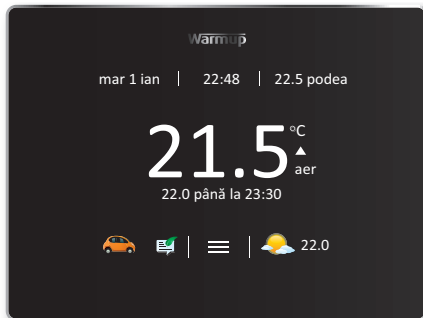 Warmup
mar 1 ian | 22:48 | 22.5 podea
21.5 °C
aer
22.0 până la 23:30
22.0